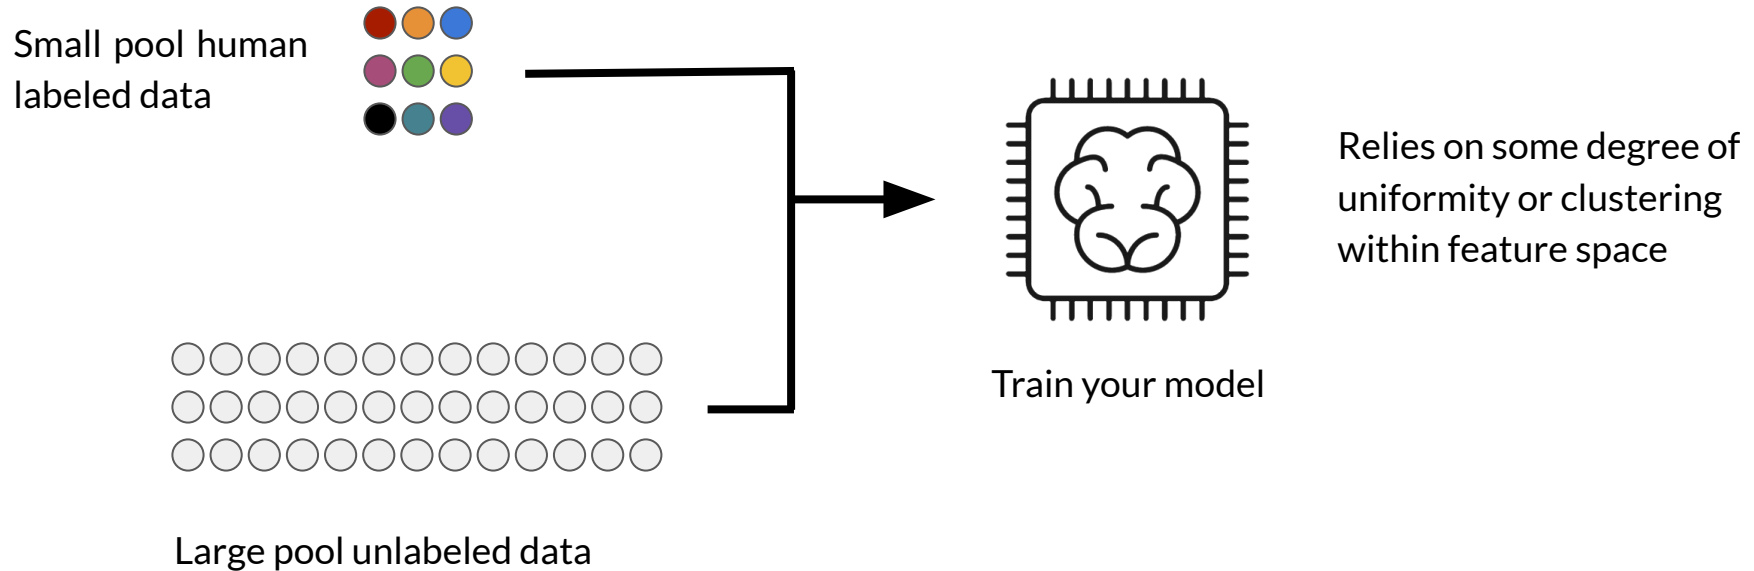 Small pool human
labeled data
Relies on some degree of
uniformity or clustering
within feature space
Train your model
Large pool unlabeled data